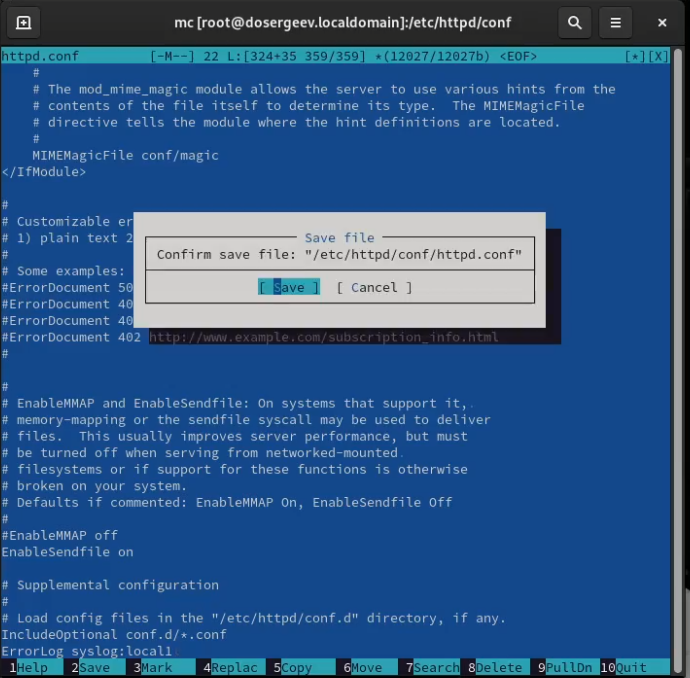 mc [root@dosergeev.localdomain]:/etc/httpd/conf
httpd.conf [-M--] 22 L:[324+35 359/359] *(12027/12027b) <EOF> [*][X]
#
# The mod_mime_magic module allows the server to use various hints from the
# contents of the file itself to determine its type.  The MIMEMagicFile
# directive tells the module where the hint definitions are located.
#
MIMEMagicFile conf/magic
</IfModule>
#
# Customizable er
# 1) plain text 2
#
# Some examples:
#ErrorDocument 50
#ErrorDocument 40
#ErrorDocument 40
#ErrorDocument 402 http://www.example.com/subscription_info.html
#
Save file
Confirm save file: "/etc/httpd/conf/httpd.conf"
[ Save ] [ Cancel ]
#
# EnableMMAP and EnableSendfile: On systems that support it,.
# memory-mapping or the sendfile syscall may be used to deliver
# files.  This usually improves server performance, but must
# be turned off when serving from networked-mounted.
# filesystems or if support for these functions is otherwise
# broken on your system.
# Defaults if commented: EnableMMAP On, EnableSendfile Off
#
#EnableMMAP off
EnableSendfile on
# Supplemental configuration
#
# Load config files in the "/etc/httpd/conf.d" directory, if any.
IncludeOptional conf.d/*.conf
ErrorLog syslog:local1
1Help 2Save 3Mark 4Replac 5Copy 6Move 7Search 8Delete 9PullDn 10Quit